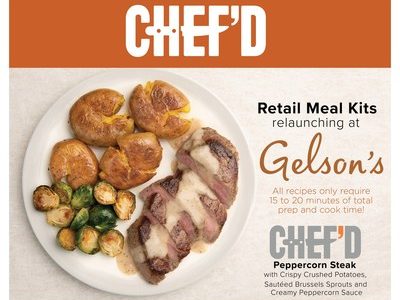 CHEF'D
Retail Meal Kits
relaunching at
Gelson's
All recipes only require
15 to 20 minutes of total
prep and cook time!
CHEF'D
Peppercorn Steak
with Crispy Crushed Potatoes,
Sautéed Brussels Sprouts and
Creamy Peppercorn Sauce